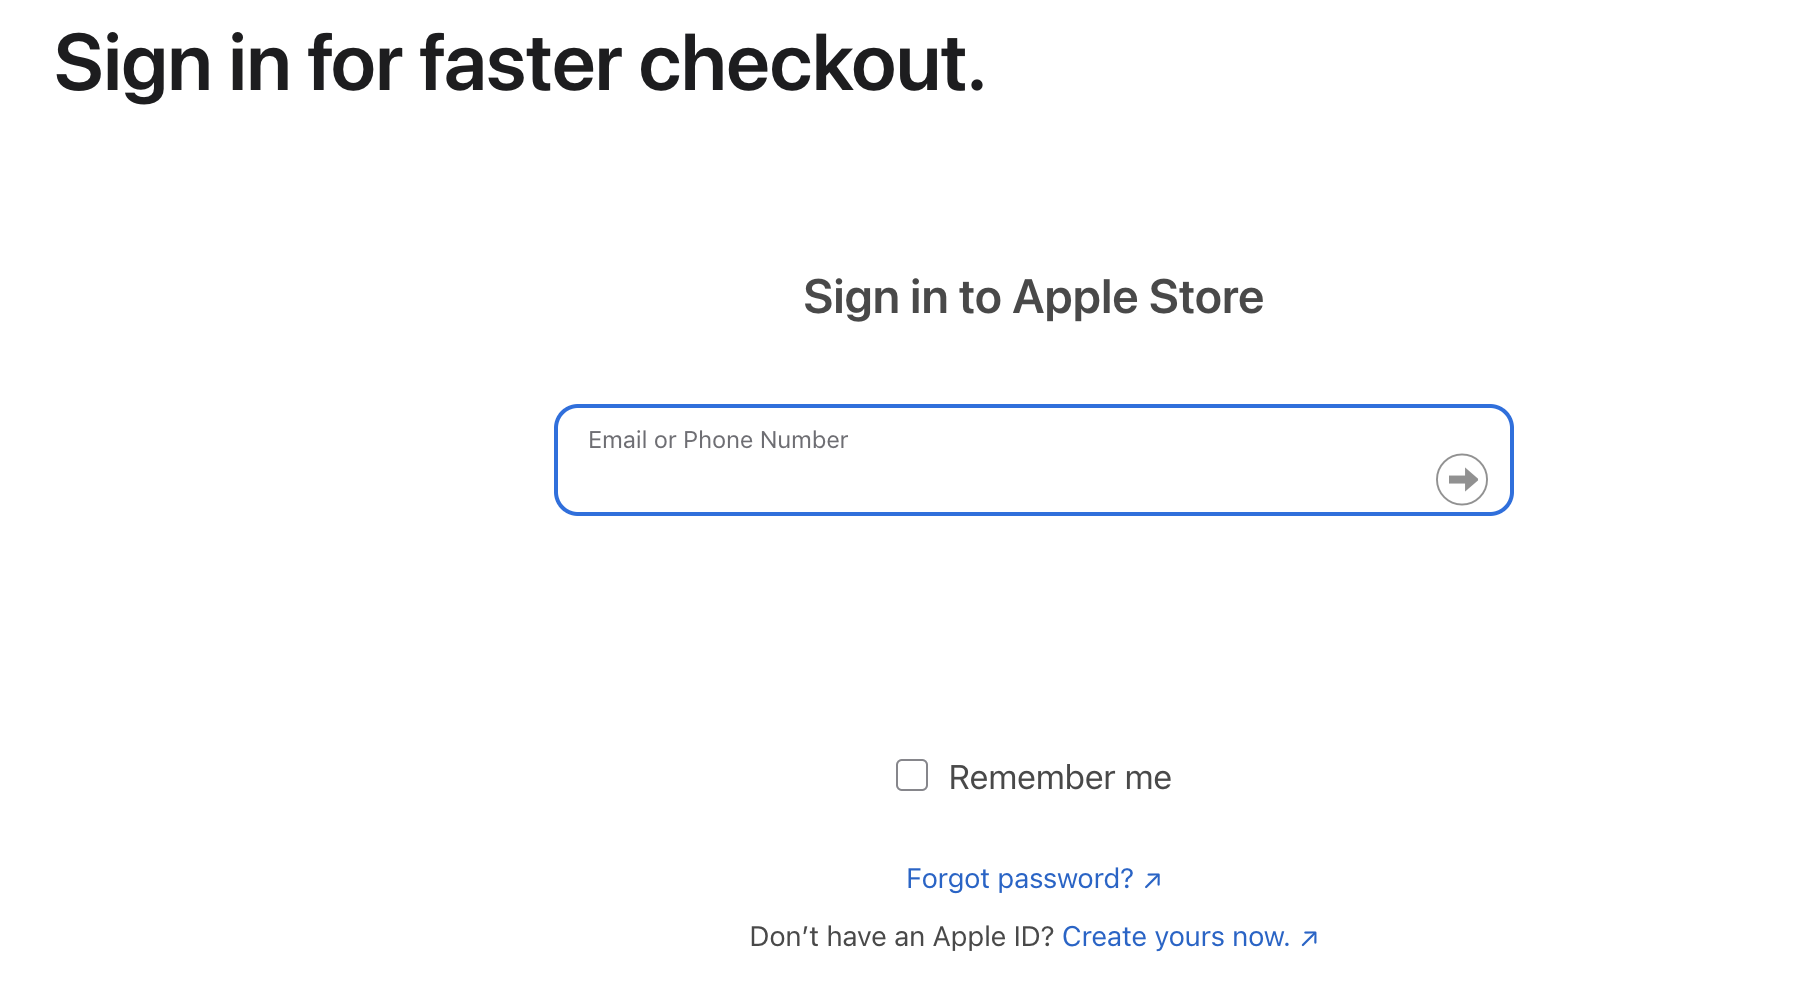 Sign in for faster checkout.
Sign in to Apple Store
Email or Phone Number
Remember me
Forgot password? ↗
Don’t have an Apple ID? Create yours now. ↗